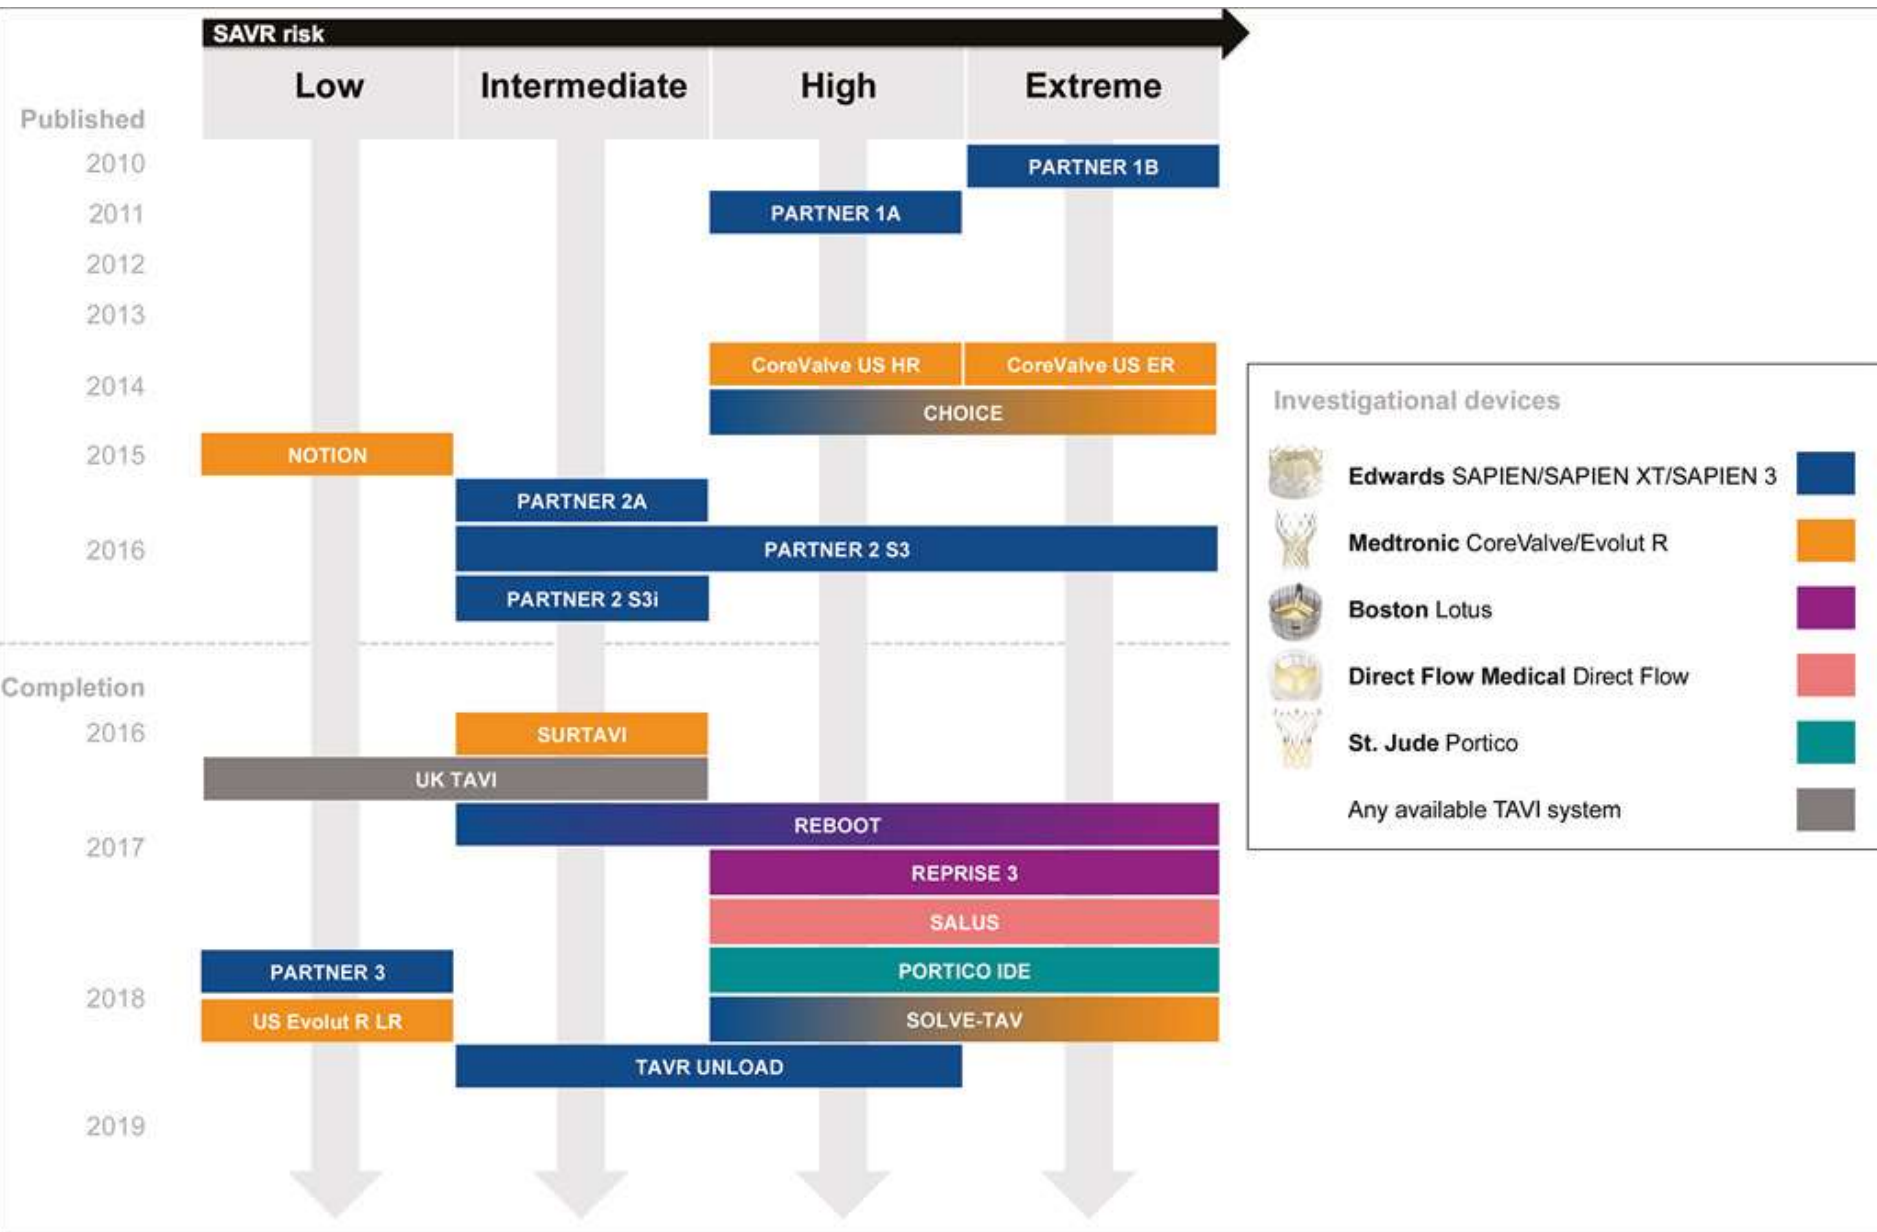 SAVR risk
Low Intermediate High Extreme
Published
2010
PARTNER 1B
2011
PARTNER 1A
2012
2013
CoreValve US HR CoreValve US ER
2014
CHOICE
2015
NOTION
PARTNER 2A
2016
PARTNER 2 S3
PARTNER 2 S3i
Completion
2016
SURTAVI
UK TAVI
REBOOT
2017
REPRISE 3
SALUS
PARTNER 3
PORTICO IDE
2018
US Evolut R LR
SOLVE-TAV
TAVR UNLOAD
2019
Investigational devices
Edwards SAPIEN/SAPIEN XT/SAPIEN 3
Medtronic CoreValve/Evolut R
Boston Lotus
Direct Flow Medical Direct Flow
St. Jude Portico
Any available TAVI system